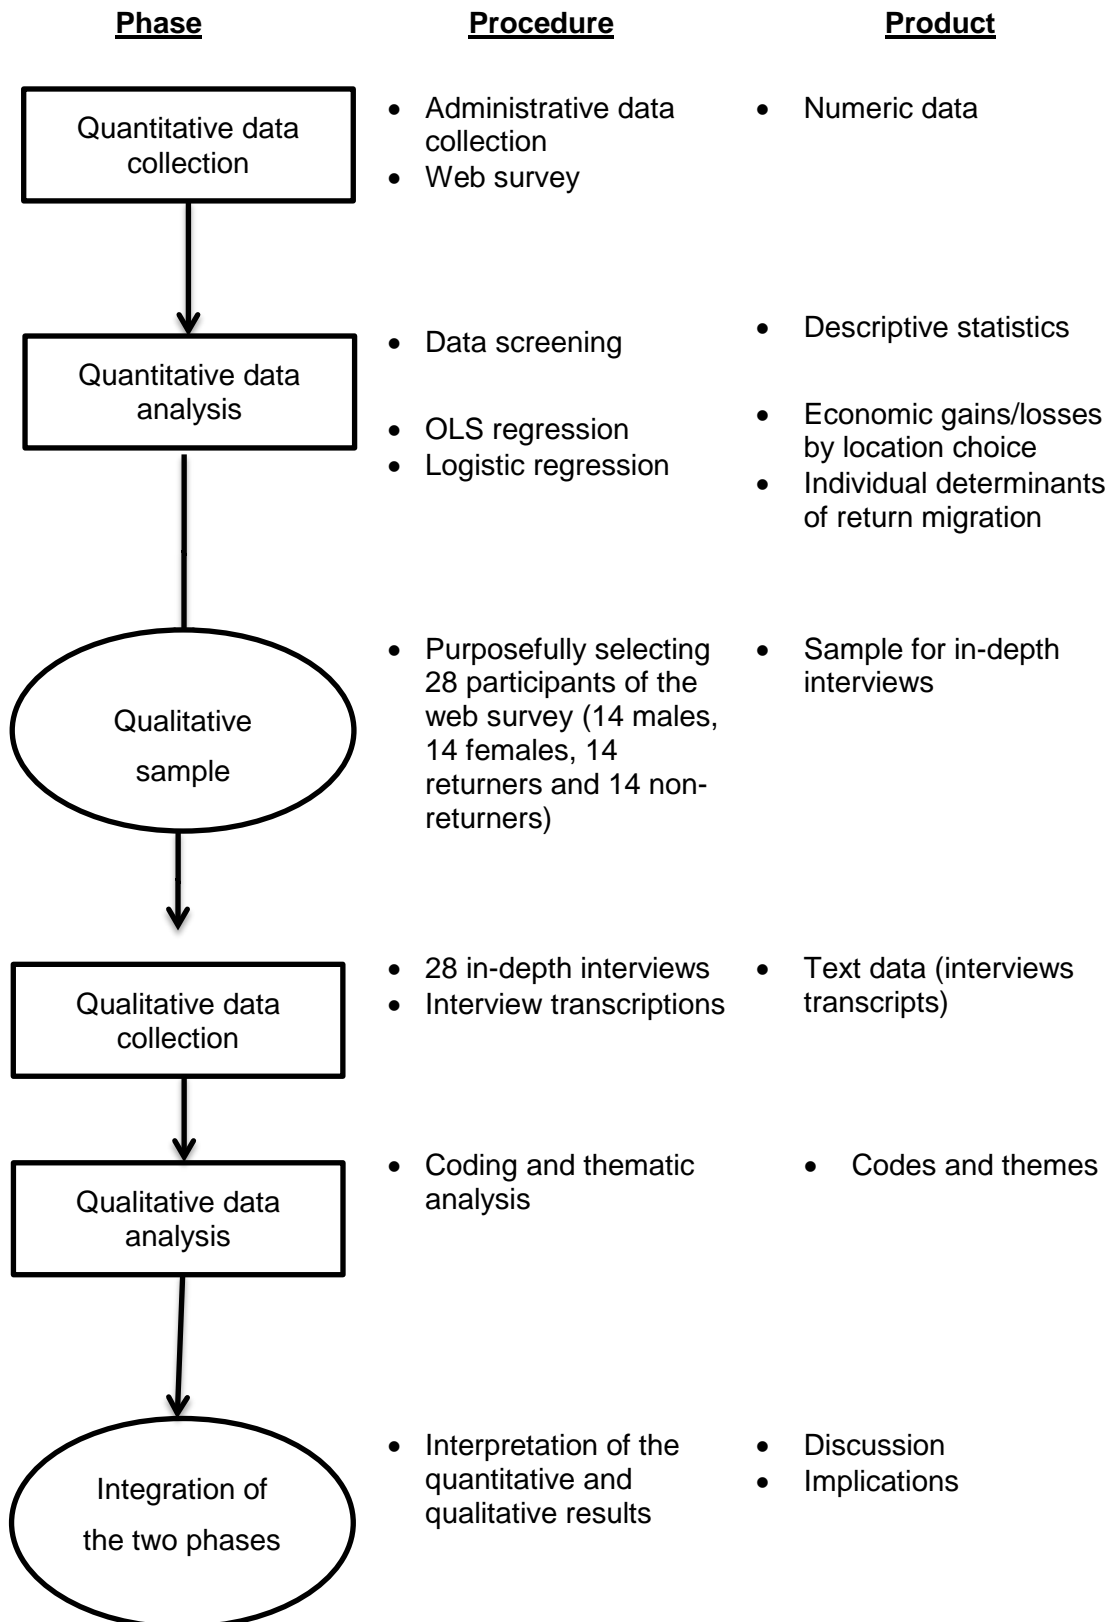 Phase Procedure Product
Quantitative data
collection
• Administrative data
collection
• Web survey
• Numeric data
Quantitative data
analysis
• Data screening
• OLS regression
• Logistic regression
• Descriptive statistics
• Economic gains/losses
by location choice
• Individual determinants
of return migration
Qualitative
sample
• Purposefully selecting
28 participants of the
web survey (14 males,
14 females, 14
returners and 14 non-
returners)
• Sample for in-depth
interviews
Qualitative data
collection
• 28 in-depth interviews
• Interview transcriptions
• Text data (interviews
transcripts)
Qualitative data
analysis
• Coding and thematic
analysis
• Codes and themes
Integration of
the two phases
• Interpretation of the
quantitative and
qualitative results
• Discussion
• Implications